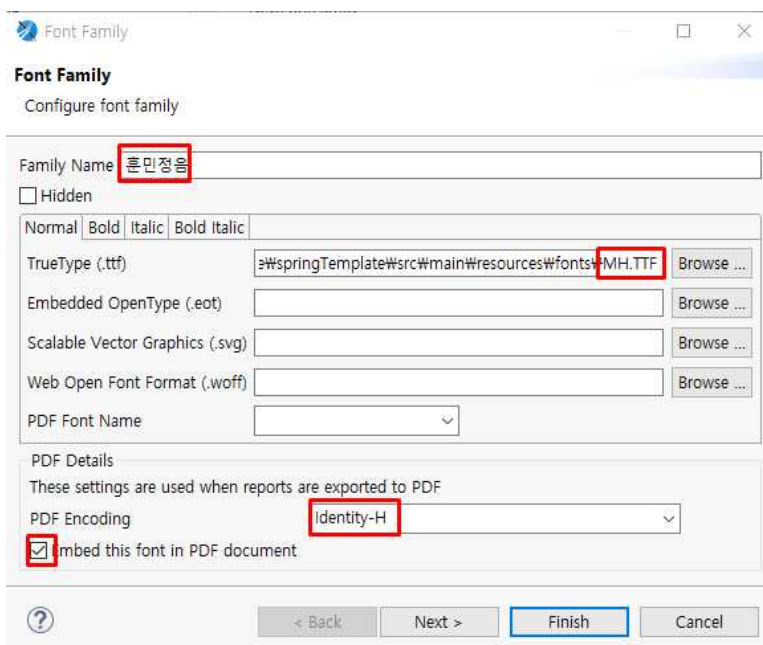 Font Family
Font Family
Configure font family
Family Name 훈민정음
Hidden
Normal Bold Italic Bold Italic
TrueType (.ttf) e₩springTemplate₩src₩main₩resources₩fonts₩MH.TTF Browse ...
Embedded OpenType (.eot) Browse ...
Scalable Vector Graphics (.svg) Browse ...
Web Open Font Format (.woff) Browse ...
PDF Font Name
PDF Details
These settings are used when reports are exported to PDF
PDF Encoding Identity-H
Embed this font in PDF document
? < Back Next > Finish Cancel